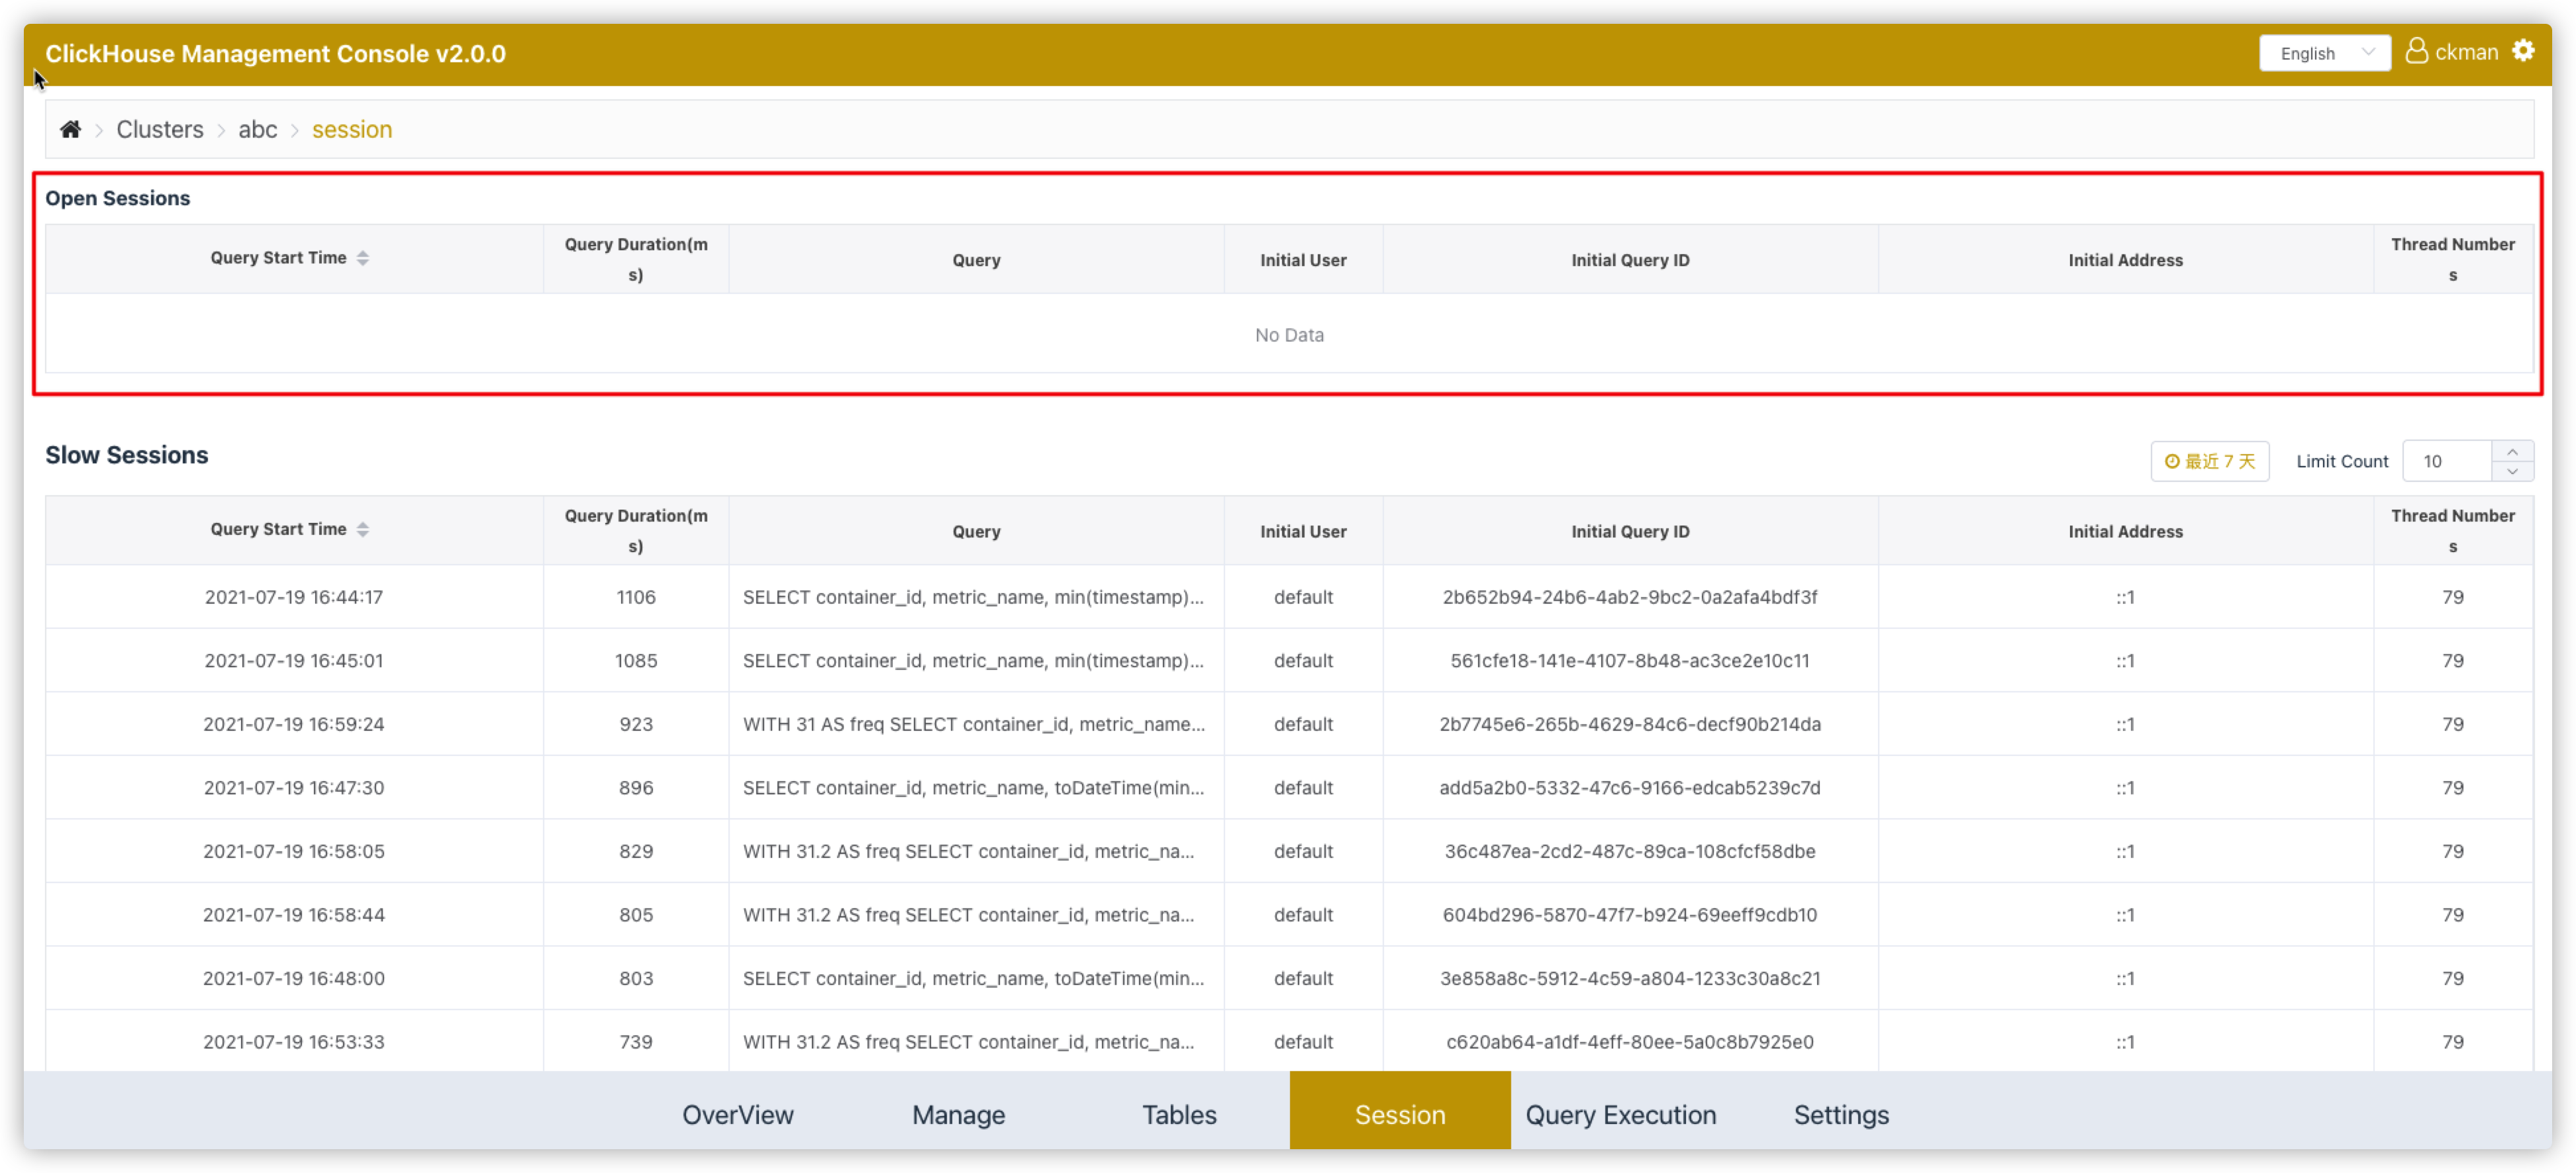 ClickHouse Management Console v2.0.0
English
ckman
Clusters > abc > session
Open Sessions
Query Start Time Query Duration(m s) Query Initial User Initial Query ID Initial Address Thread Number s
No Data
Slow Sessions
最近 7 天 Limit Count 10
Query Start Time Query Duration(m s) Query Initial User Initial Query ID Initial Address Thread Number s
2021-07-19 16:44:17 1106 SELECT container_id, metric_name, min(timestamp)... default 2b652b94-24b6-4ab2-9bc2-0a2afa4bdf3f ::1 79
2021-07-19 16:45:01 1085 SELECT container_id, metric_name, min(timestamp)... default 561cfe18-141e-4107-8b48-ac3ce2e10c11 ::1 79
2021-07-19 16:59:24 923 WITH 31 AS freq SELECT container_id, metric_name... default 2b7745e6-265b-4629-84c6-decf90b214da ::1 79
2021-07-19 16:47:30 896 SELECT container_id, metric_name, toDateTime(min... default add5a2b0-5332-47c6-9166-edcab5239c7d ::1 79
2021-07-19 16:58:05 829 WITH 31.2 AS freq SELECT container_id, metric_na... default 36c487ea-2cd2-487c-89ca-108cfcf58dbe ::1 79
2021-07-19 16:58:44 805 WITH 31.2 AS freq SELECT container_id, metric_na... default 604bd296-5870-47f7-b924-69eeff9cdb10 ::1 79
2021-07-19 16:48:00 803 SELECT container_id, metric_name, toDateTime(min... default 3e858a8c-5912-4c59-a804-1233c30a8c21 ::1 79
2021-07-19 16:53:33 739 WITH 31.2 AS freq SELECT container_id, metric_na... default c620ab64-a1df-4eff-80ee-5a0c8b7925e0 ::1 79
OverView Manage Tables Session Query Execution Settings